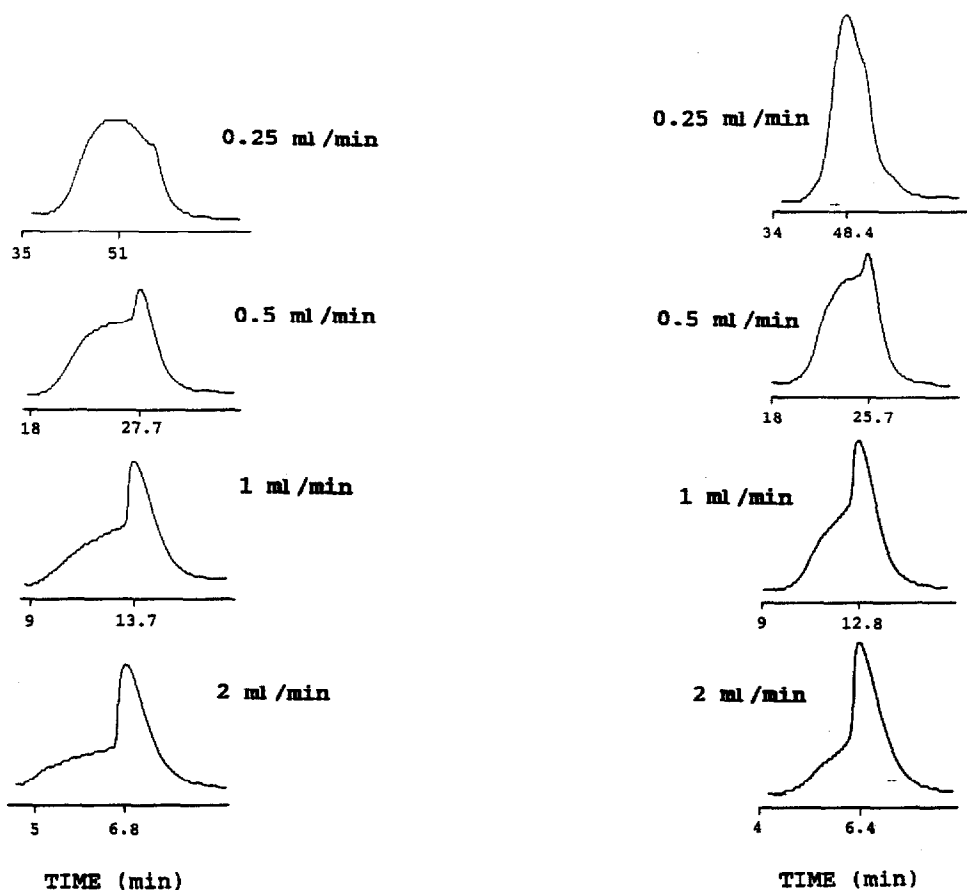 0.25 ml/min
35 51
0.5 ml/min
18 27.7
1 ml/min
9 13.7
2 ml/min
5 6.8
TIME (min)
0.25 ml/min
34 48.4
0.5 ml/min
18 25.7
1 ml/min
9 12.8
2 ml/min
4 6.4
TIME (min)